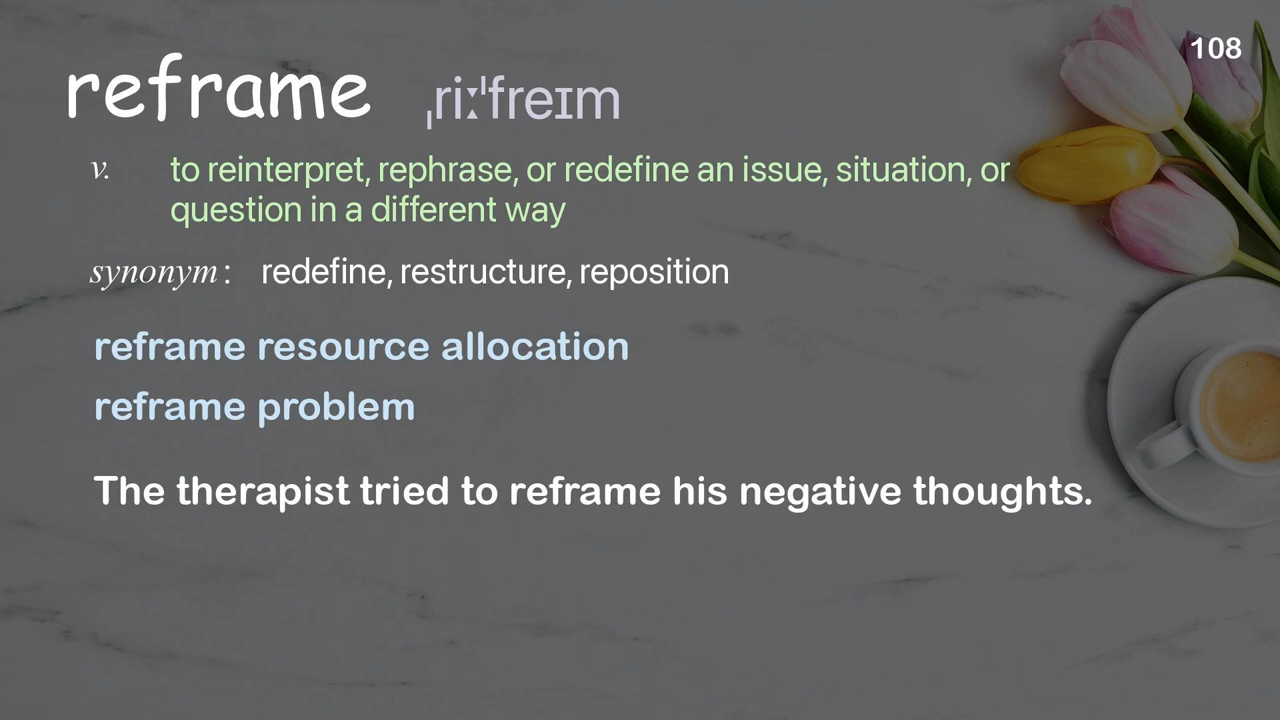 108
reframe ˌriːˈfreɪm
v. to reinterpret, rephrase, or redefine an issue, situation, or
question in a different way
synonym: redefine, restructure, reposition
reframe resource allocation
reframe problem
The therapist tried to reframe his negative thoughts.